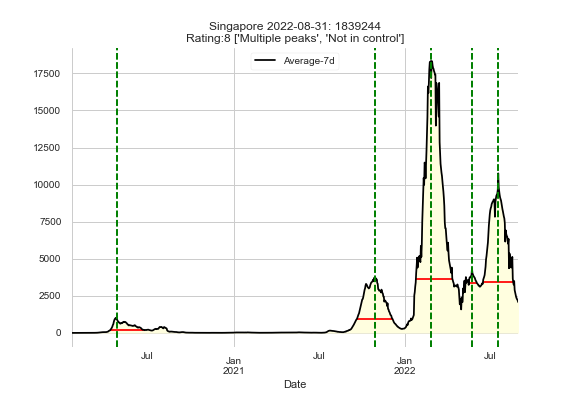 Singapore 2022-08-31: 1839244
Rating:8 ['Multiple peaks', 'Not in control']
Average-7d
17500
15000
12500
10000
7500
5000
2500
0
Jul
Jan
2021
Jul
Jan
2022
Jul
Date